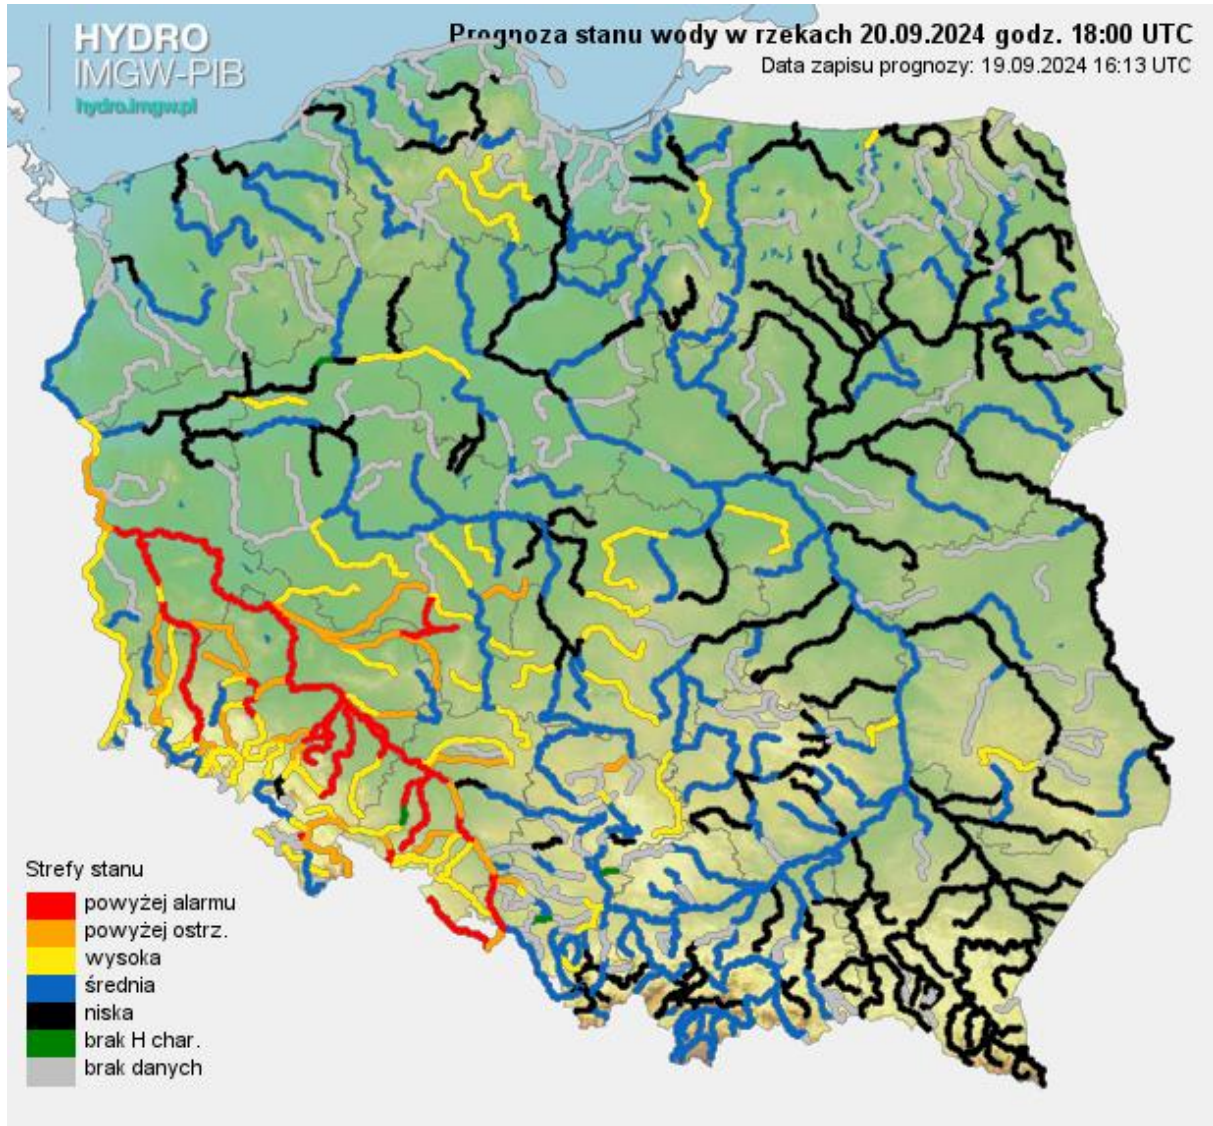 HYDRO
IMGW-PIB
hydro.imgw.pl
Prognoza stanu wody w rzekach 20.09.2024 godz. 18:00 UTC
Data zapisu prognozy: 19.09.2024 16:13 UTC
Strefy stanu
powyżej alarmu
powyżej ostrz.
wysoka
średnia
niska
brak H char.
brak danych